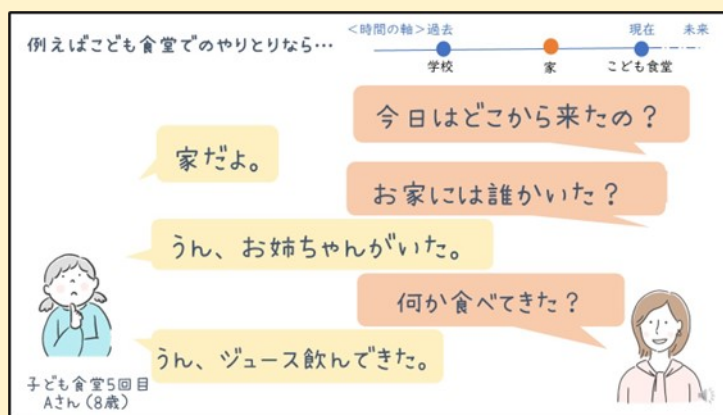 例えばこども食堂でのやりとりなら…
<時間の軸>過去 現在 未来
学校 家 こども食堂
今日はどこから来たの？
家だよ。
お家には誰かいた？
うん、お姉ちゃんがいた。
何か食べてきた？
うん、ジュース飲んできた。
子ども食堂5回目
Aさん(8歳)